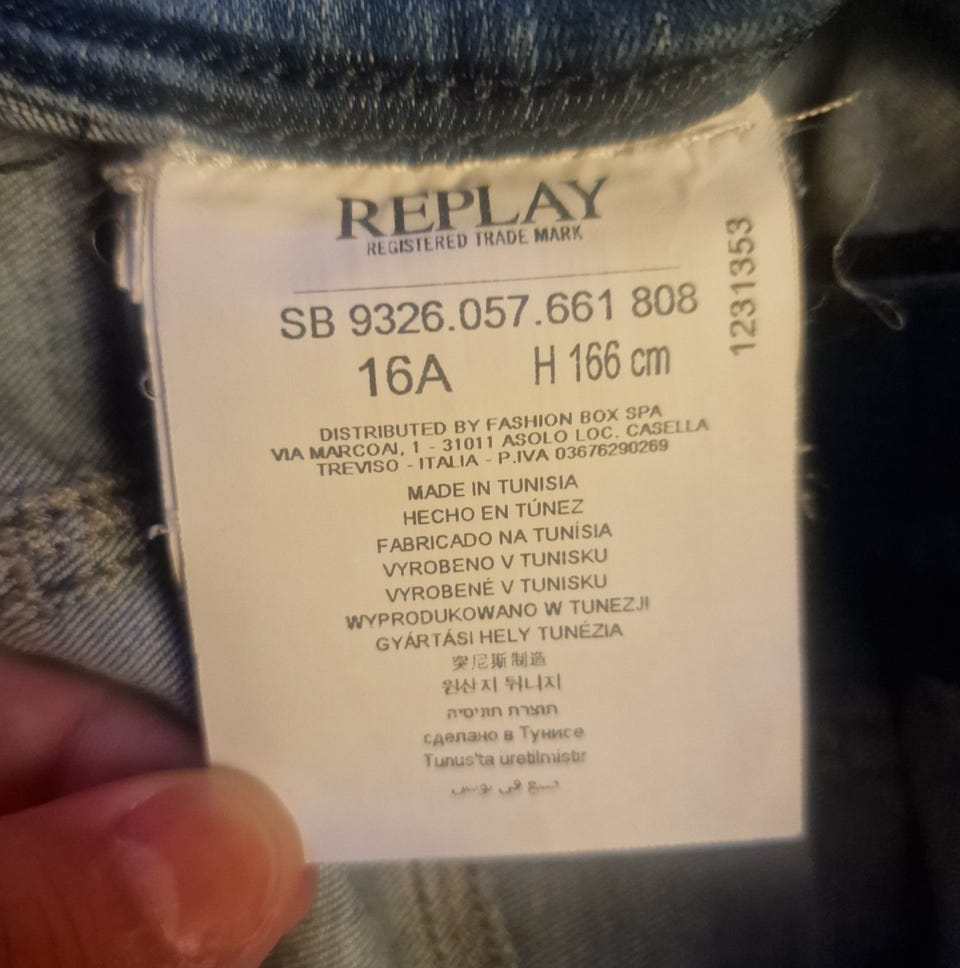 REPLAY
REGISTERED TRADE MARK
SB 9326.057.661 808
1231353
16A H 166 cm
DISTRIBUTED BY FASHION BOX SPA
VIA MARCOAI, 1 - 31011 ASOLO LOC. CASELLA
TREVISO - ITALIA - P.IVA 03676290269
MADE IN TUNISIA
HECHO EN TÚNEZ
FABRICADO NA TUNÍSIA
VYROBENO V TUNISKU
VYROBENÉ V TUNISKU
WYPRODUKOWANO W TUNEZJI
GYÁRTÁSI HELY TUNÉZIA
突尼斯制造
원산지 튀니지
תוצרת תוניסיה
сделано в Тунисе
Tunus'ta üretilmiştir